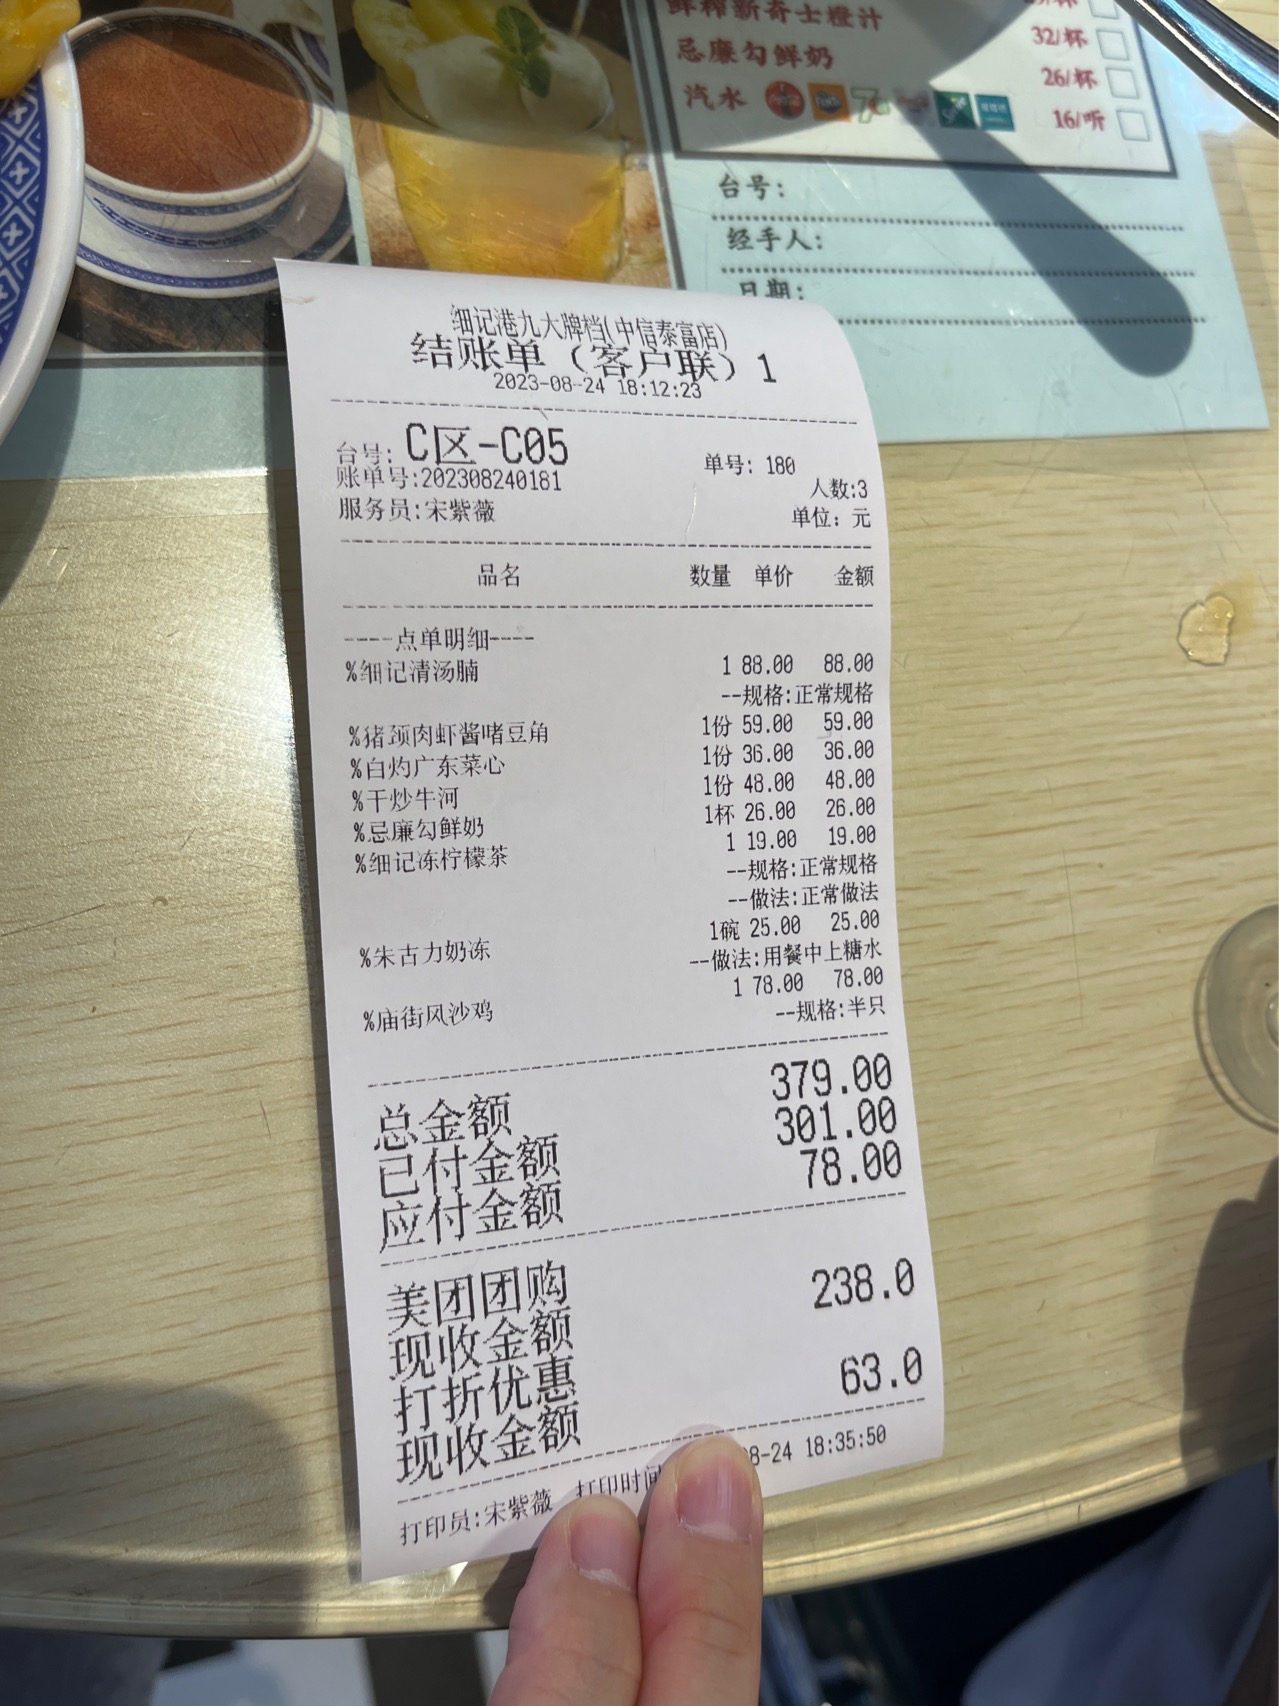 鲜榨新奇士橙汁
忌廉勾鲜奶 32/杯
汽水 26/杯
16/听
台号:
经手人:
日期:
细记港九大牌档(中信泰富店)
结账单（客户联）1
2023-08-24 18:12:23
台号: C区-C05 单号: 180
账单号:202308240181 人数:3
服务员:宋紫薇 单位: 元
品名 数量 单价 金额
----点单明细----
%细记清汤腩 1 88.00 88.00
--规格:正常规格
%猪颈肉虾酱啫豆角 1份 59.00 59.00
%白灼广东菜心 1份 36.00 36.00
%干炒牛河 1份 48.00 48.00
%忌廉勾鲜奶 1杯 26.00 26.00
%细记冻柠檬茶 1 19.00 19.00
--规格:正常规格
--做法:正常做法
%朱古力奶冻 1碗 25.00 25.00
--做法:用餐中上糖水
%庙街风沙鸡 1 78.00 78.00
--规格:半只
总金额 379.00
已付金额 301.00
应付金额 78.00
美团团购
现收金额 238.0
打折优惠
现收金额 63.0
打印员:宋紫薇 打印时间 08-24 18:35:50